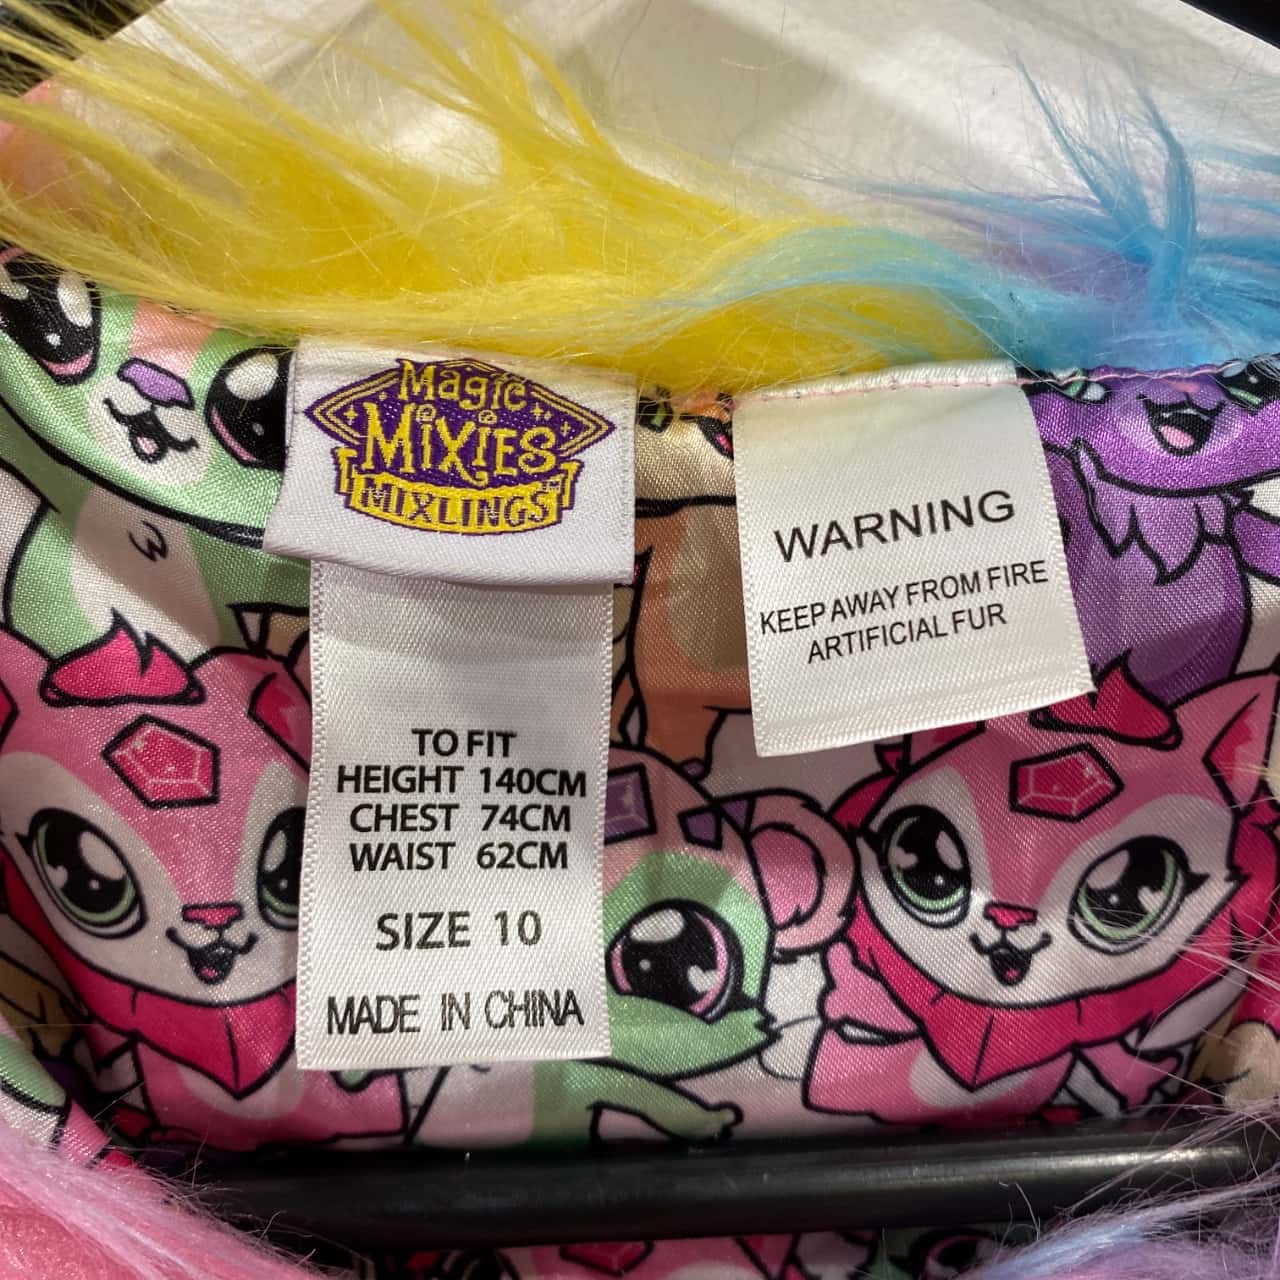 Magic
MIXIES
MIXLINGS™
TO FIT
HEIGHT 140CM
CHEST 74CM
WAIST 62CM
SIZE 10
MADE IN CHINA
WARNING
KEEP AWAY FROM FIRE
ARTIFICIAL FUR